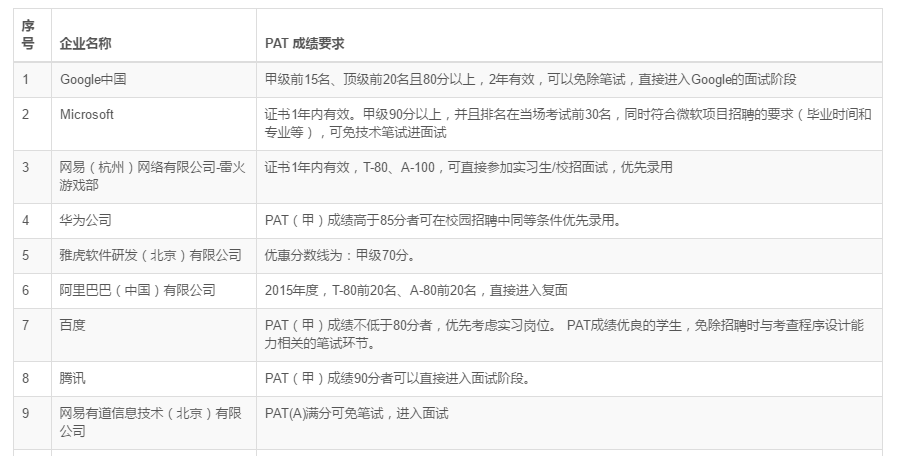 序号 企业名称 PAT 成绩要求
1 Google中国 甲级前15名、顶级前20名且80分以上，2年有效，可以免除笔试，直接进入Google的面试阶段
2 Microsoft 证书1年内有效。甲级90分以上，并且排名在当场考试前30名，同时符合微软项目招聘的要求（毕业时间和
专业等），可免技术笔试进面试
3 网易（杭州）网络有限公司-雷火 证书1年内有效，T-80、A-100，可直接参加实习生/校招面试，优先录用
游戏部
4 华为公司 PAT（甲）成绩高于85分者可在校园招聘中同等条件优先录用。
5 雅虎软件研发（北京）有限公司 优惠分数线为：甲级70分。
6 阿里巴巴（中国）有限公司 2015年度，T-80前20名、A-80前20名，直接进入复面
7 百度 PAT（甲）成绩不低于80分者，优先考虑实习岗位。 PAT成绩优良的学生，免除招聘时与考查程序设计能
力相关的笔试环节。
8 腾讯 PAT（甲）成绩90分者可以直接进入面试阶段。
9 网易有道信息技术（北京）有限 PAT(A)满分可免笔试，进入面试
公司